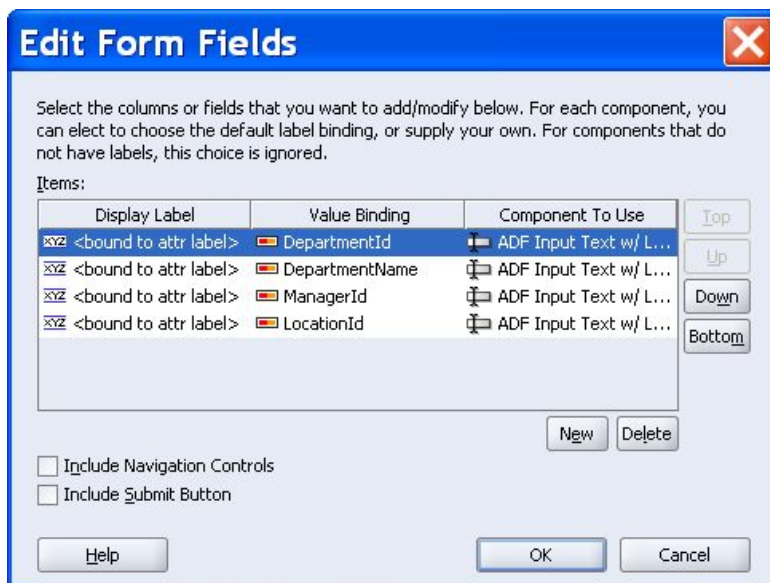 Edit Form Fields
Select the columns or fields that you want to add/modify below. For each component, you
can elect to choose the default label binding, or supply your own. For components that do
not have labels, this choice is ignored.
Items:
Display Label Value Binding Component To Use
XYZ <bound to attr label> DepartmentId ADF Input Text w/ L...
XYZ <bound to attr label> DepartmentName ADF Input Text w/ L...
XYZ <bound to attr label> ManagerId ADF Input Text w/ L...
XYZ <bound to attr label> LocationId ADF Input Text w/ L...
Top
Up
Down
Bottom
New Delete
Include Navigation Controls
Include Submit Button
Help OK Cancel